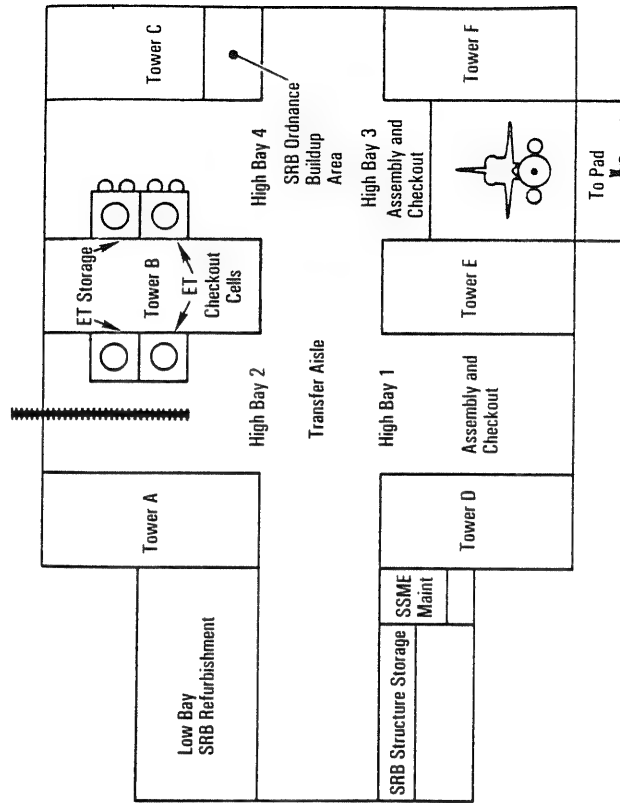 Tower C
Tower F
High Bay 4
SRB Ordnance
Buildup
Area
High Bay 3
Assembly and
Checkout
To Pad
ET Storage
Tower B
ET
Checkout
Cells
Tower E
High Bay 2
Transfer Aisle
High Bay 1
Assembly and
Checkout
Tower A
Tower D
SSME
Maint
Low Bay
SRB Refurbishment
SRB Structure Storage